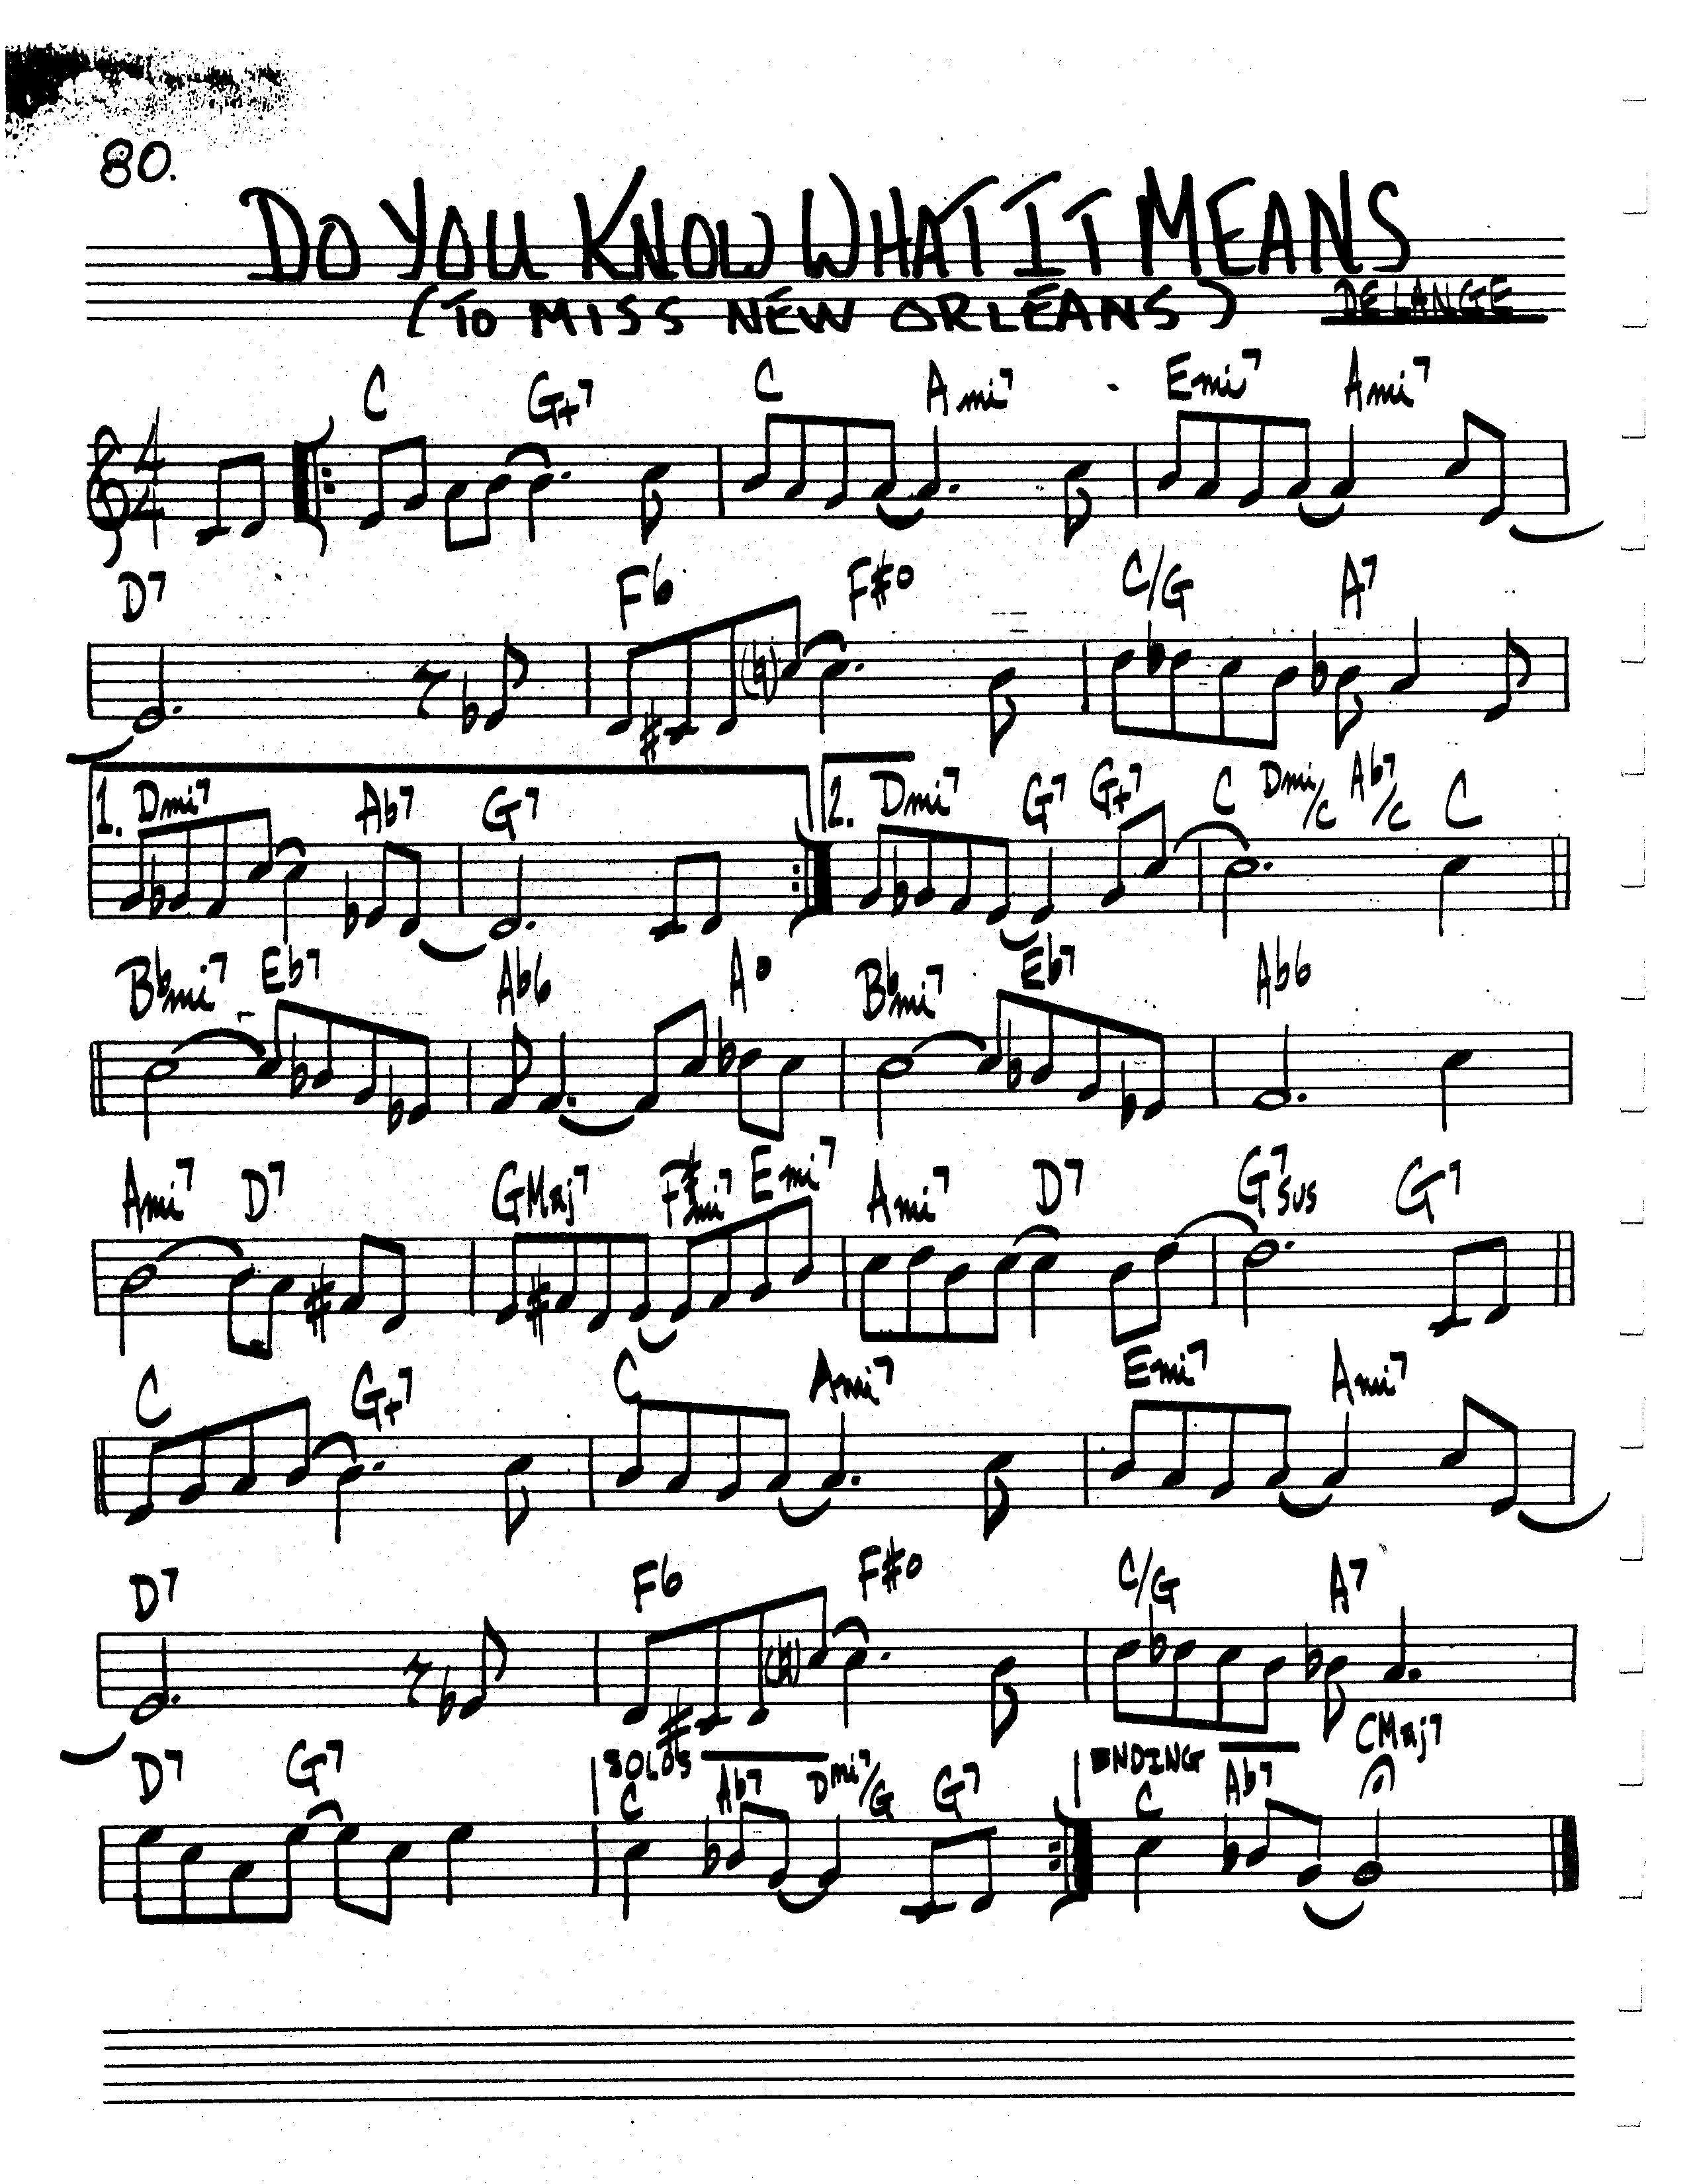 80.
DO YOU KNOW WHAT IT MEANS
(TO MISS NEW ORLEANS) DELANGE
C G+7 C Ami7 Emi7 Ami7
4
4
D7 F6 F#o C/G A7
1. Dmi7 Ab7 G7 2. Dmi7 G7 G+7 C Dmi/C Ab7/C C
Bbmi7 Eb7 Ab6 Ao Bbmi7 Eb7 Ab6
Ami7 D7 GMaj7 F#mi7 Emi7 Ami7 D7 G7sus G7
C G+7 C Ami7 Emi7 Ami7
D7 F6 F#o C/G A7
D7 G7 SOLOS C Ab7 Dmi7/G G7 ENDING C Ab7 CMaj7